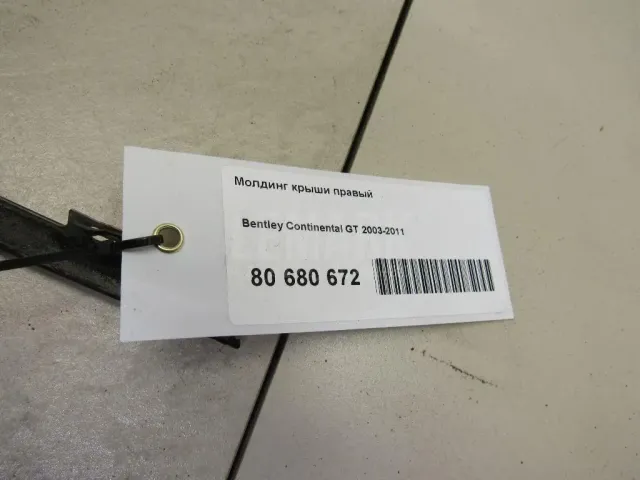 Молдинг крыши правый
Bentley Continental GT 2003-2011
80 680 672